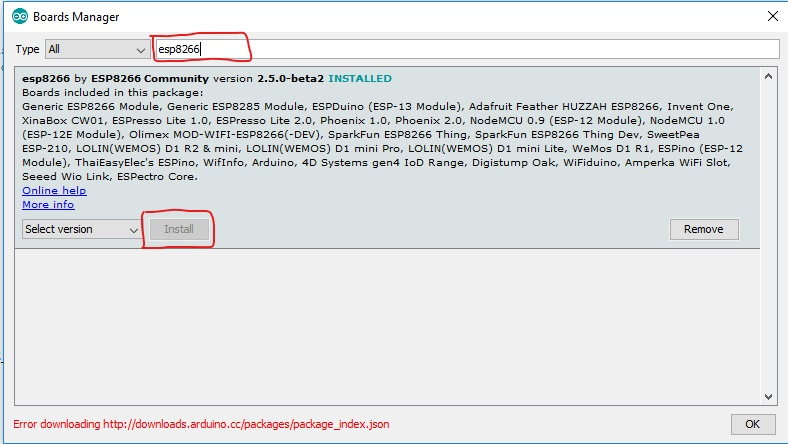 Boards Manager
Type All esp8266
esp8266 by ESP8266 Community version 2.5.0-beta2 INSTALLED
Boards included in this package:
Generic ESP8266 Module, Generic ESP8285 Module, ESPDuino (ESP-13 Module), Adafruit Feather HUZZAH ESP8266, Invent One,
XinaBox CW01, ESPresso Lite 1.0, ESPresso Lite 2.0, Phoenix 1.0, Phoenix 2.0, NodeMCU 0.9 (ESP-12 Module), NodeMCU 1.0
(ESP-12E Module), Olimex MOD-WIFI-ESP8266(-DEV), SparkFun ESP8266 Thing, SparkFun ESP8266 Thing Dev, SweetPea
ESP-210, LOLIN(WEMOS) D1 R2 & mini, LOLIN(WEMOS) D1 mini Pro, LOLIN(WEMOS) D1 mini Lite, WeMos D1 R1, ESPino (ESP-12
Module), ThaiEasyElec's ESPino, WifInfo, Arduino, 4D Systems gen4 IoD Range, Digistump Oak, WiFiduino, Amperka WiFi Slot,
Seeed Wio Link, ESPectro Core.
Online help
More info
Select version Install Remove
Error downloading http://downloads.arduino.cc/packages/package_index.json OK